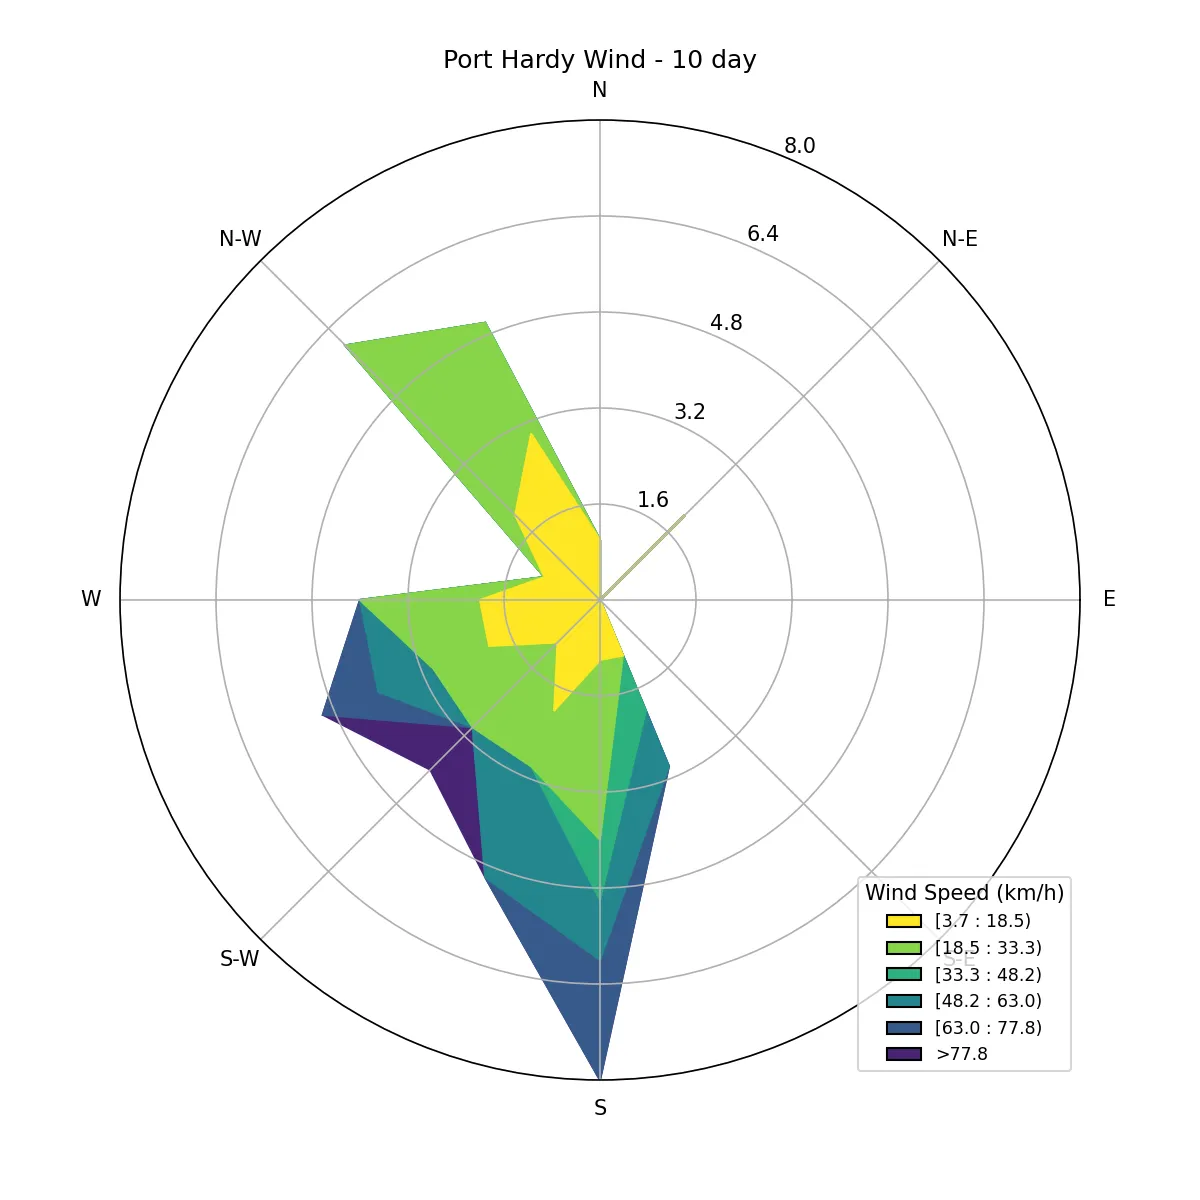 Port Hardy Wind - 10 day
N
8.0
N-W
6.4
N-E
4.8
3.2
1.6
W
E
Wind Speed (km/h)
[3.7 : 18.5)
[18.5 : 33.3)
S-W
S-E
[33.3 : 48.2)
[48.2 : 63.0)
[63.0 : 77.8)
>77.8
S